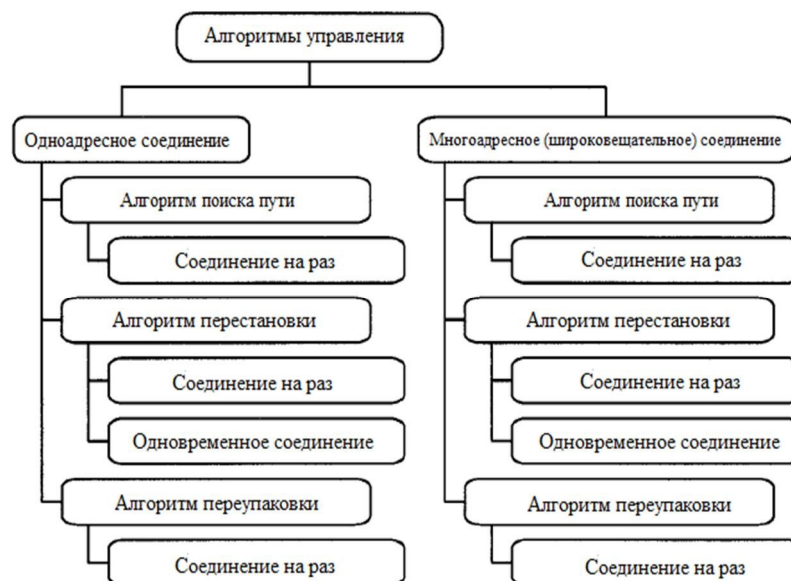 Алгоритмы управления
Одноадресное соединение
Алгоритм поиска пути
Соединение на раз
Алгоритм перестановки
Соединение на раз
Одновременное соединение
Алгоритм переупаковки
Соединение на раз
Многоадресное (широковещательное) соединение
Алгоритм поиска пути
Соединение на раз
Алгоритм перестановки
Соединение на раз
Одновременное соединение
Алгоритм переупаковки
Соединение на раз